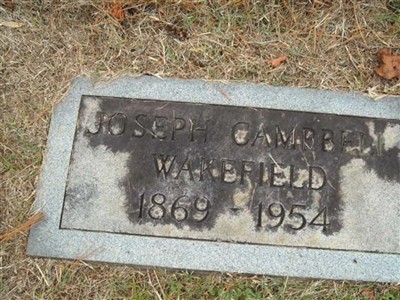 JOSEPH CAMPBELL
WAKEFIELD
1869 - 1954